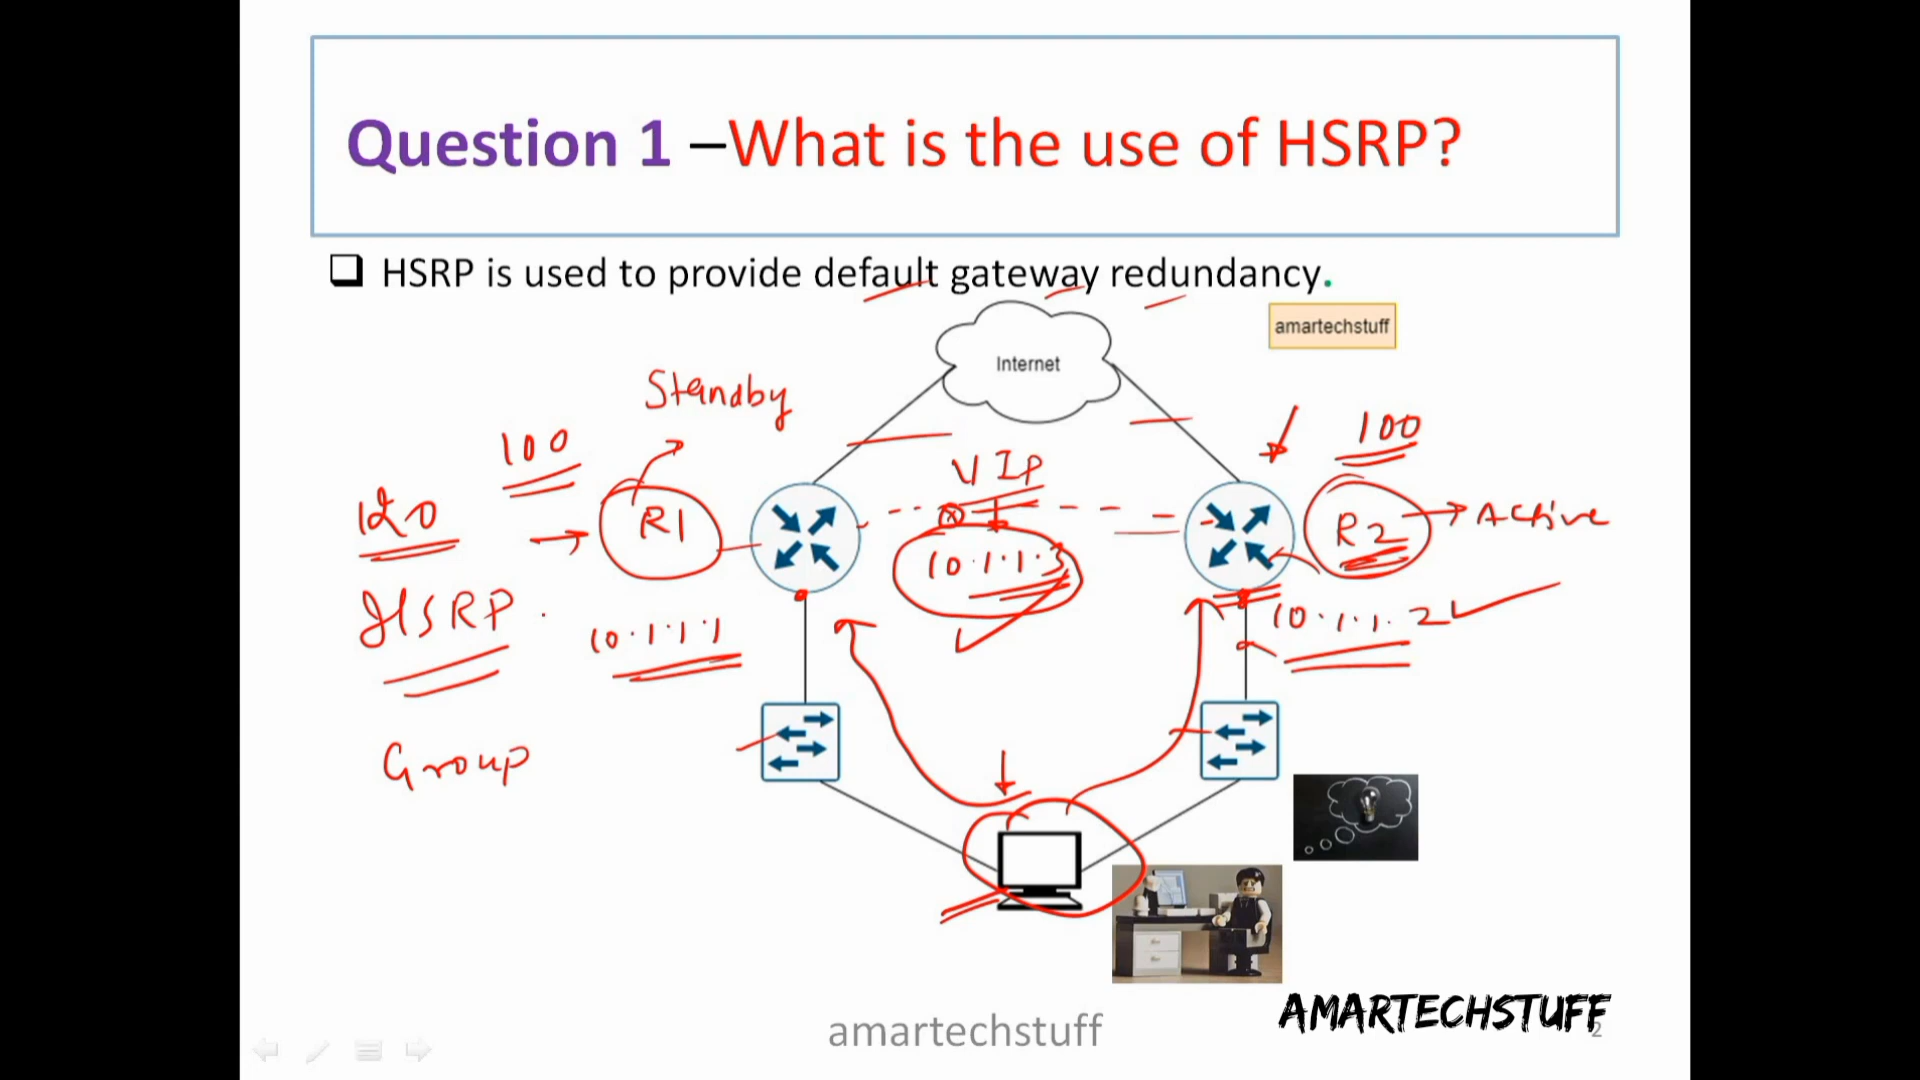 Question 1 –What is the use of HSRP?
❑ HSRP is used to provide default gateway redundancy.
amartechstuff
Internet
Standby
100
100
VIP
120
R1
R2
Active
10.1.1.3
HSRP
10.1.1.1
10.1.1.2
Group
AMARTECHSTUFF
amartechstuff
2